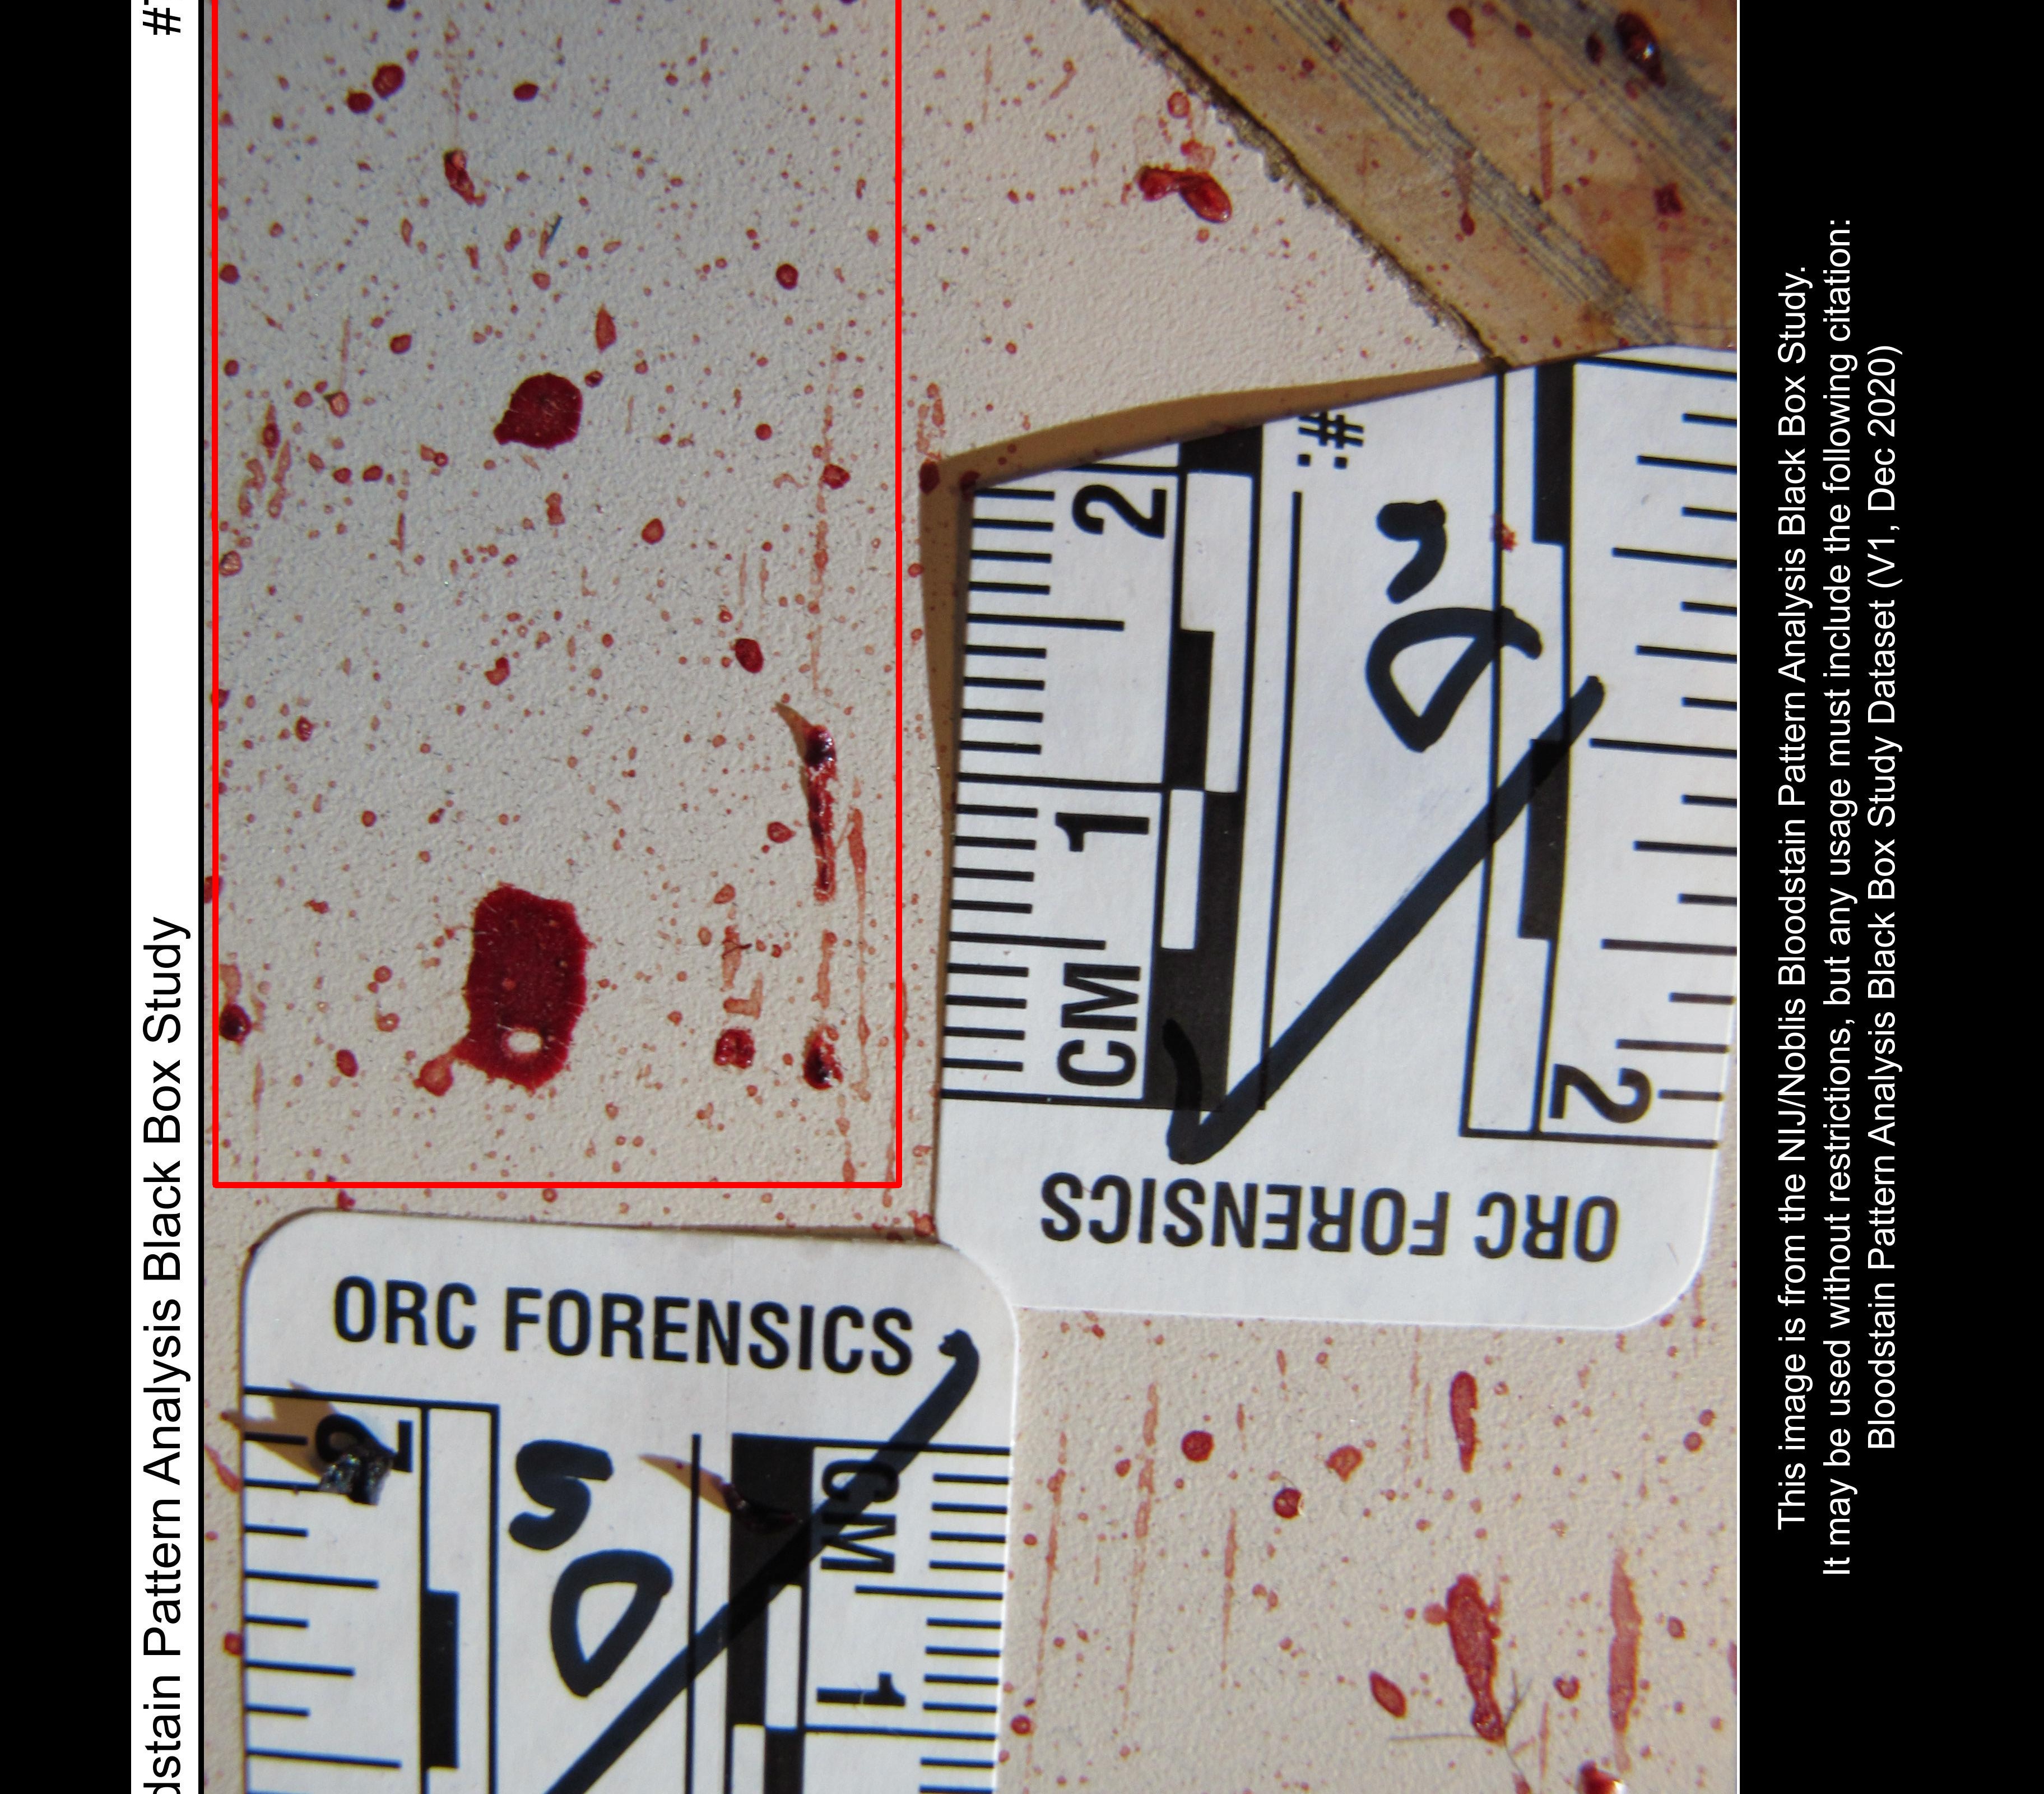 #
dstain Pattern Analysis Black Box Study
2
1
CM
#:
2
ORC FORENSICS
ORC FORENSICS
2
CM
1
This image is from the NIJ/Noblis Bloodstain Pattern Analysis Black Box Study.
It may be used without restrictions, but any usage must include the following citation:
Bloodstain Pattern Analysis Black Box Study Dataset (V1, Dec 2020)